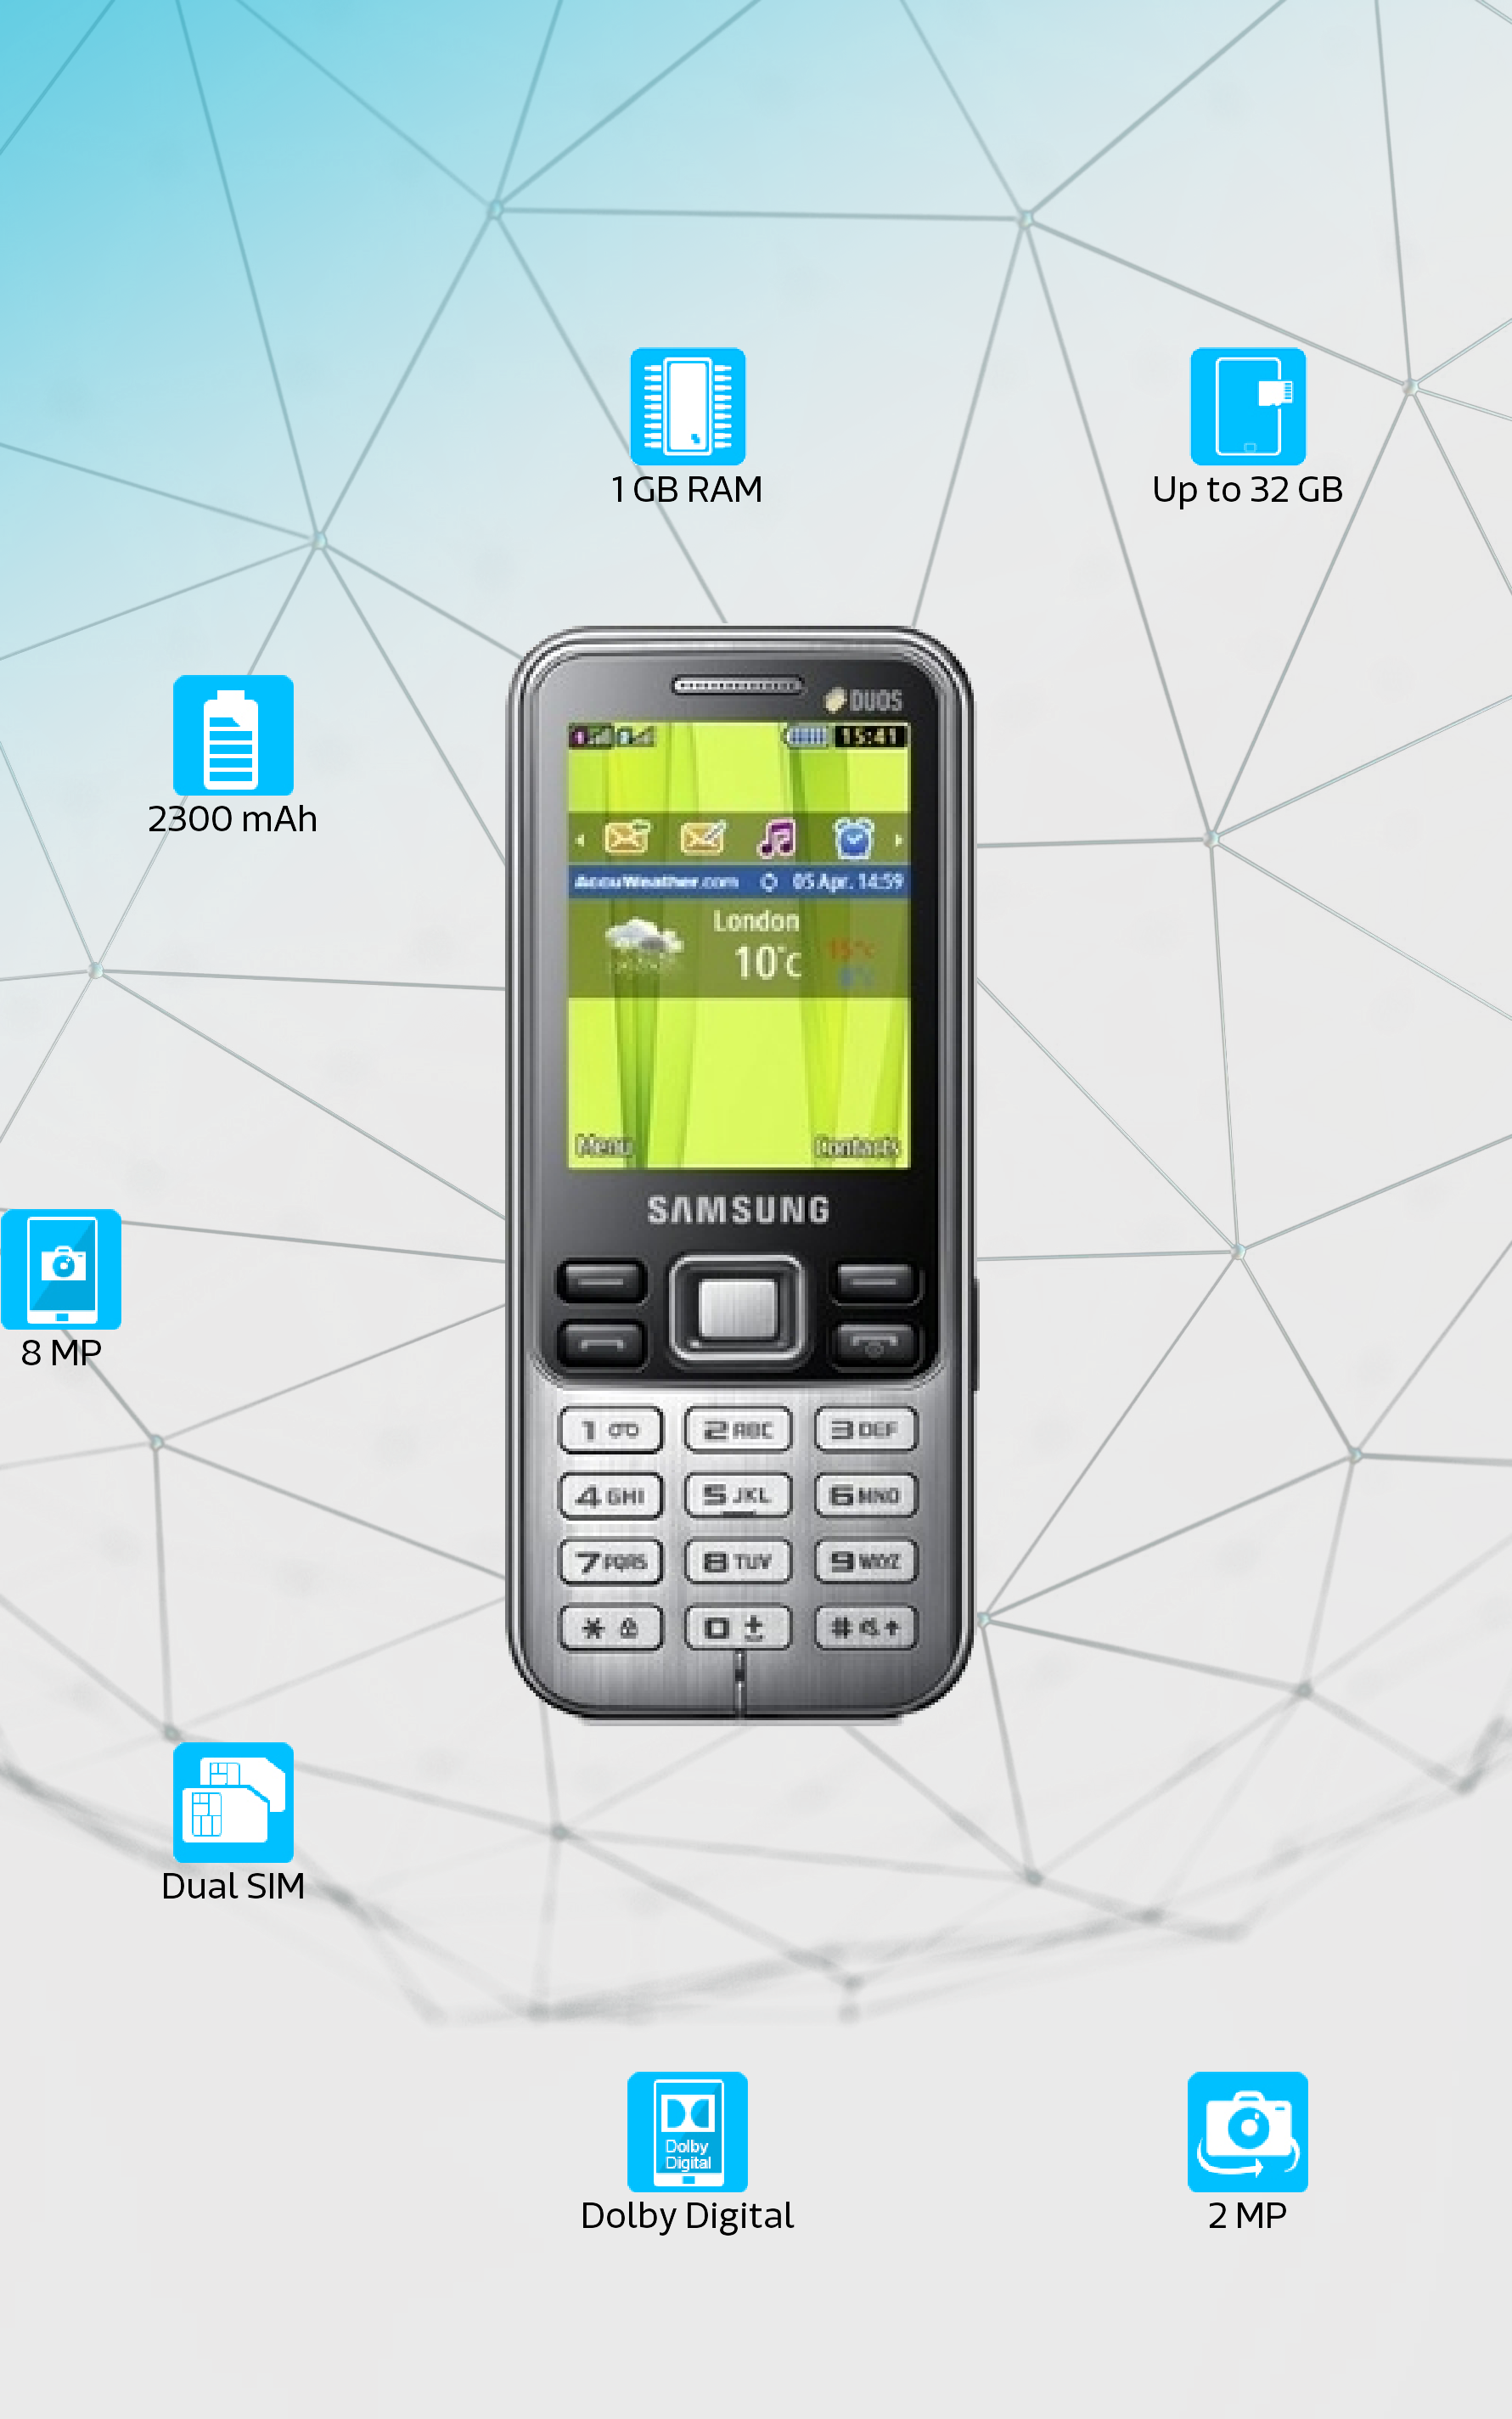 1 GB RAM
Up to 32 GB
DUOS
15:41
2300 mAh
AccuWeather.com 05 Apr. 14:59
London
10°C
15°C
Menu Contacts
SAMSUNG
8 MP
1 2 ABC 3 DEF
4 GHI 5 JKL 6 MNO
7 PQRS 8 TUV 9 WXYZ
* 0 + #
Dual SIM
Dolby
Digital
Dolby Digital
2 MP